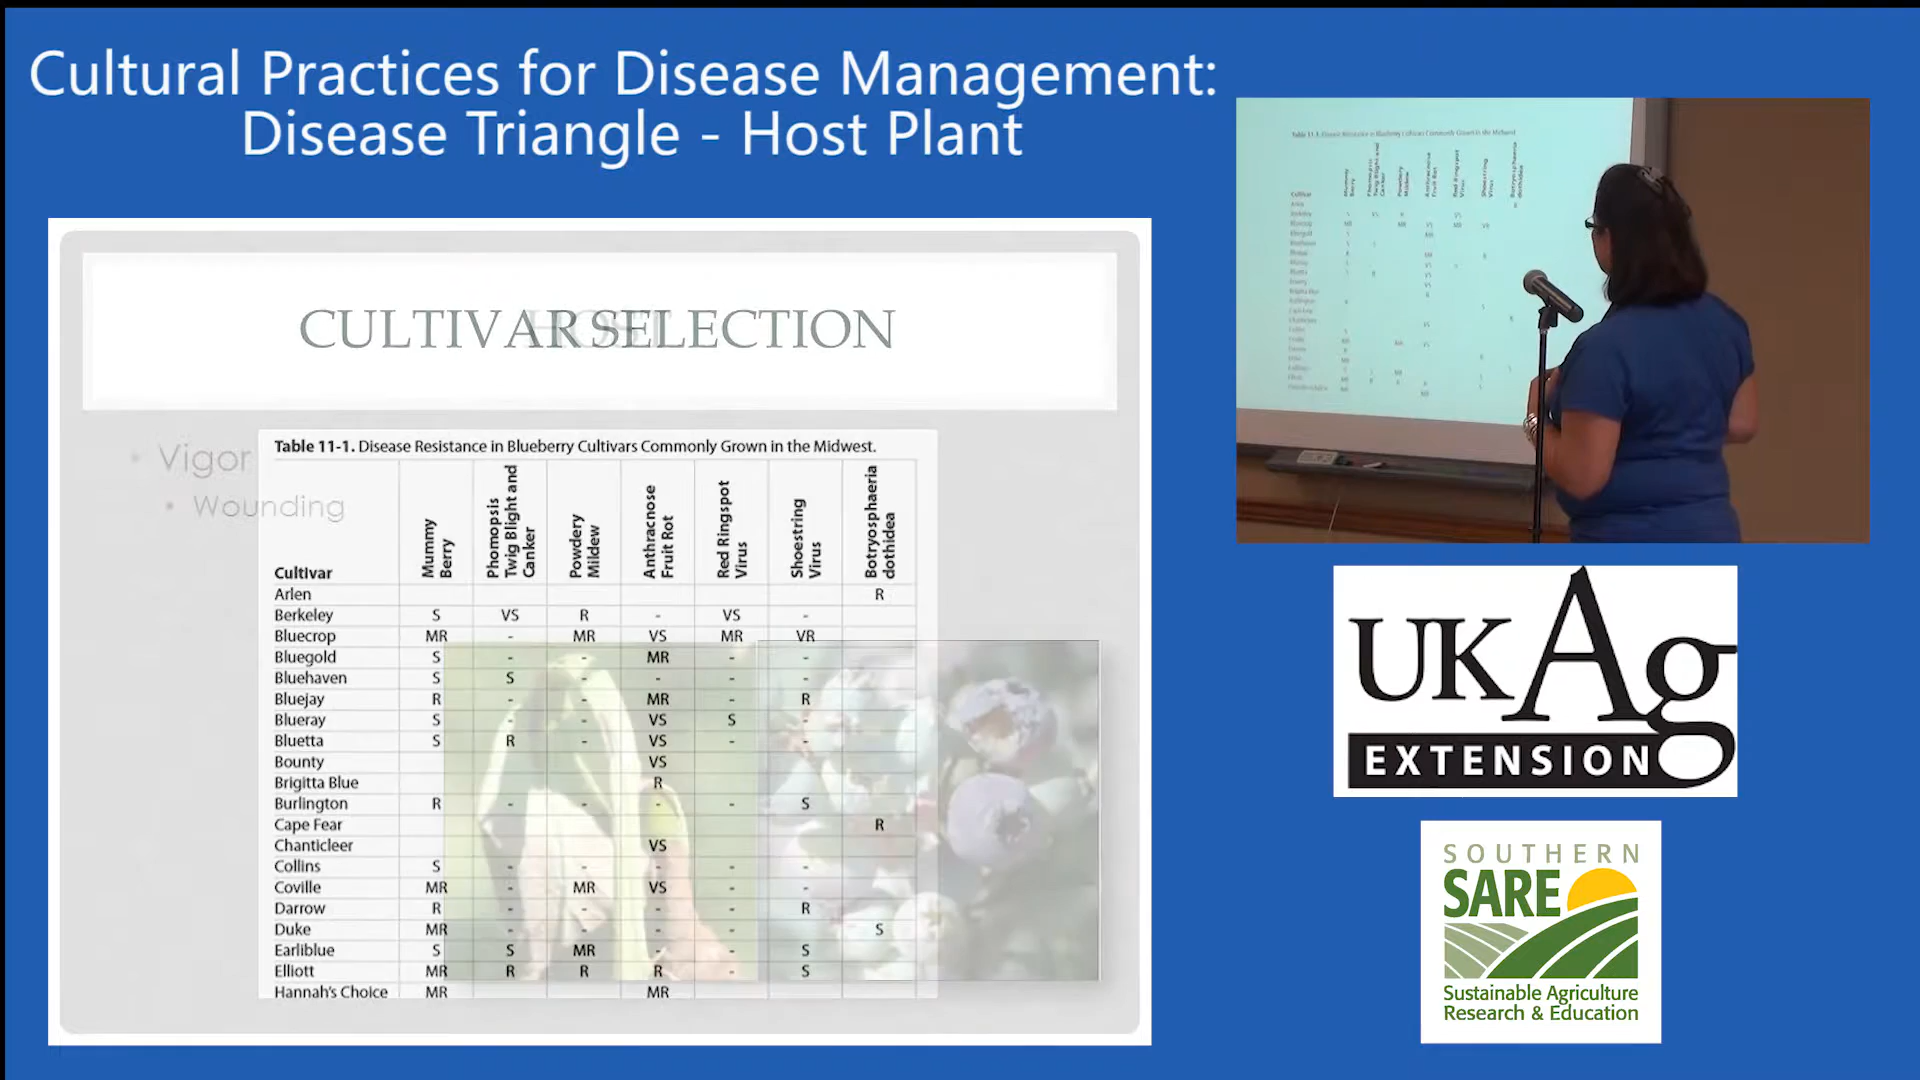 Cultural Practices for Disease Management:
Disease Triangle - Host Plant
CULTIVAR SELECTION
HOST
• Vigor
• Wounding
Table 11-1. Disease Resistance in Blueberry Cultivars Commonly Grown in the Midwest.
Cultivar Mummy Berry Phomopsis Twig Blight and Canker Powdery Mildew Anthracnose Fruit Rot Red Ringspot Virus Shoestring Virus Botryosphaeria dothidea
Arlen R
Berkeley S VS R - VS -
Bluecrop MR - MR VS MR VR
Bluegold S - - MR - -
Bluehaven S S - - - -
Bluejay R - - MR - R
Blueray S - - VS S -
Bluetta S R - VS - -
Bounty VS
Brigitta Blue R
Burlington R - - - - S
Cape Fear R
Chanticleer VS
Collins S - - - - -
Coville MR - MR VS - -
Darrow R - - - - R
Duke MR S
Earliblue S S MR - - S
Elliott MR R R R - S
Hannah's Choice MR MR
UKAg
EXTENSION
SOUTHERN
SARE
Sustainable Agriculture
Research & Education